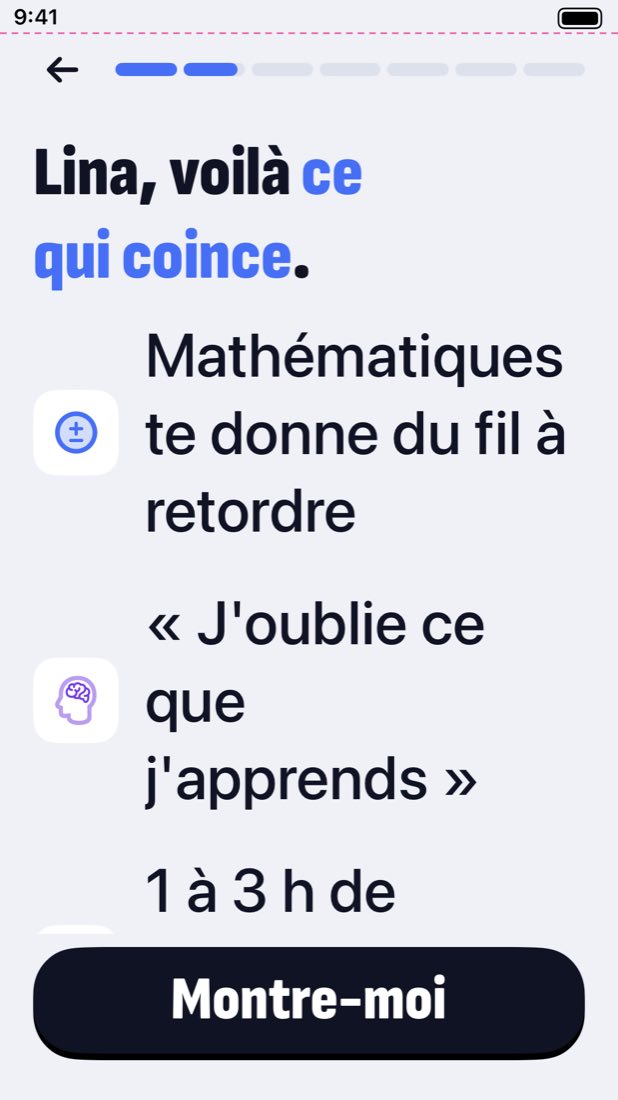 9:41
Lina, voilà ce
qui coince.
Mathématiques
te donne du fil à
retordre
« J'oublie ce
que
j'apprends »
1 à 3 h de
Montre-moi